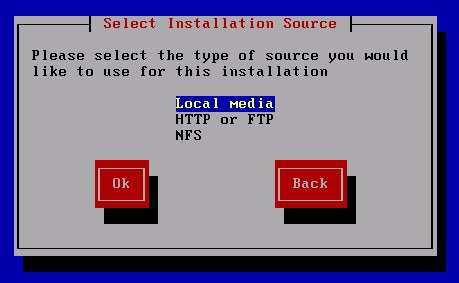 Select Installation Source
Please select the type of source you would
like to use for this installation
Local media
HTTP or FTP
NFS
Ok
Back